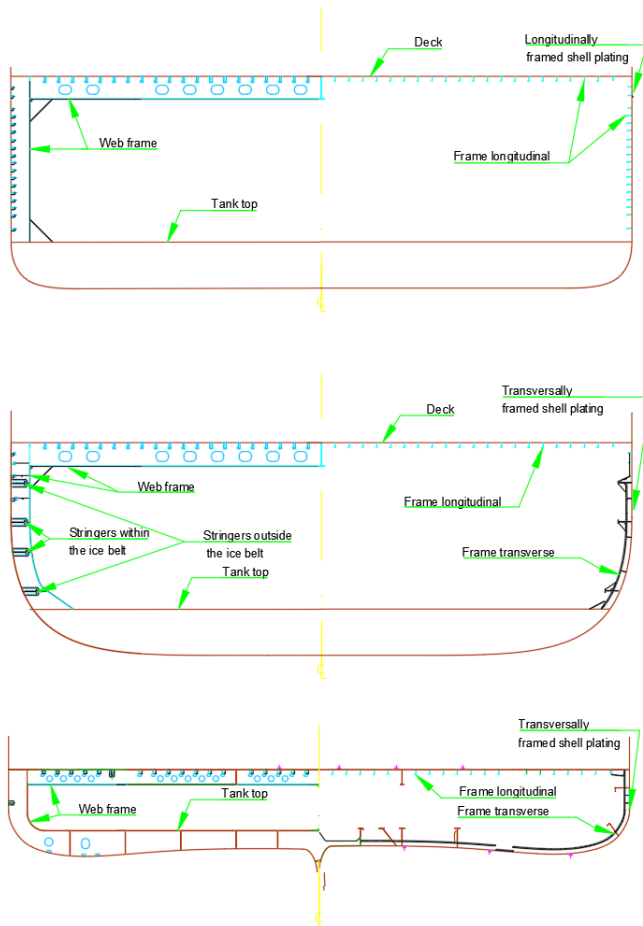 Deck
Longitudinally
framed shell plating
Web frame
Frame longitudinal
Tank top
℄
Transversally
framed shell plating
Deck
Web frame
Frame longitudinal
Stringers within
the ice belt
Stringers outside
the ice belt
Frame transverse
Tank top
℄
Transversally
framed shell plating
Tank top
Frame longitudinal
Web frame
Frame transverse